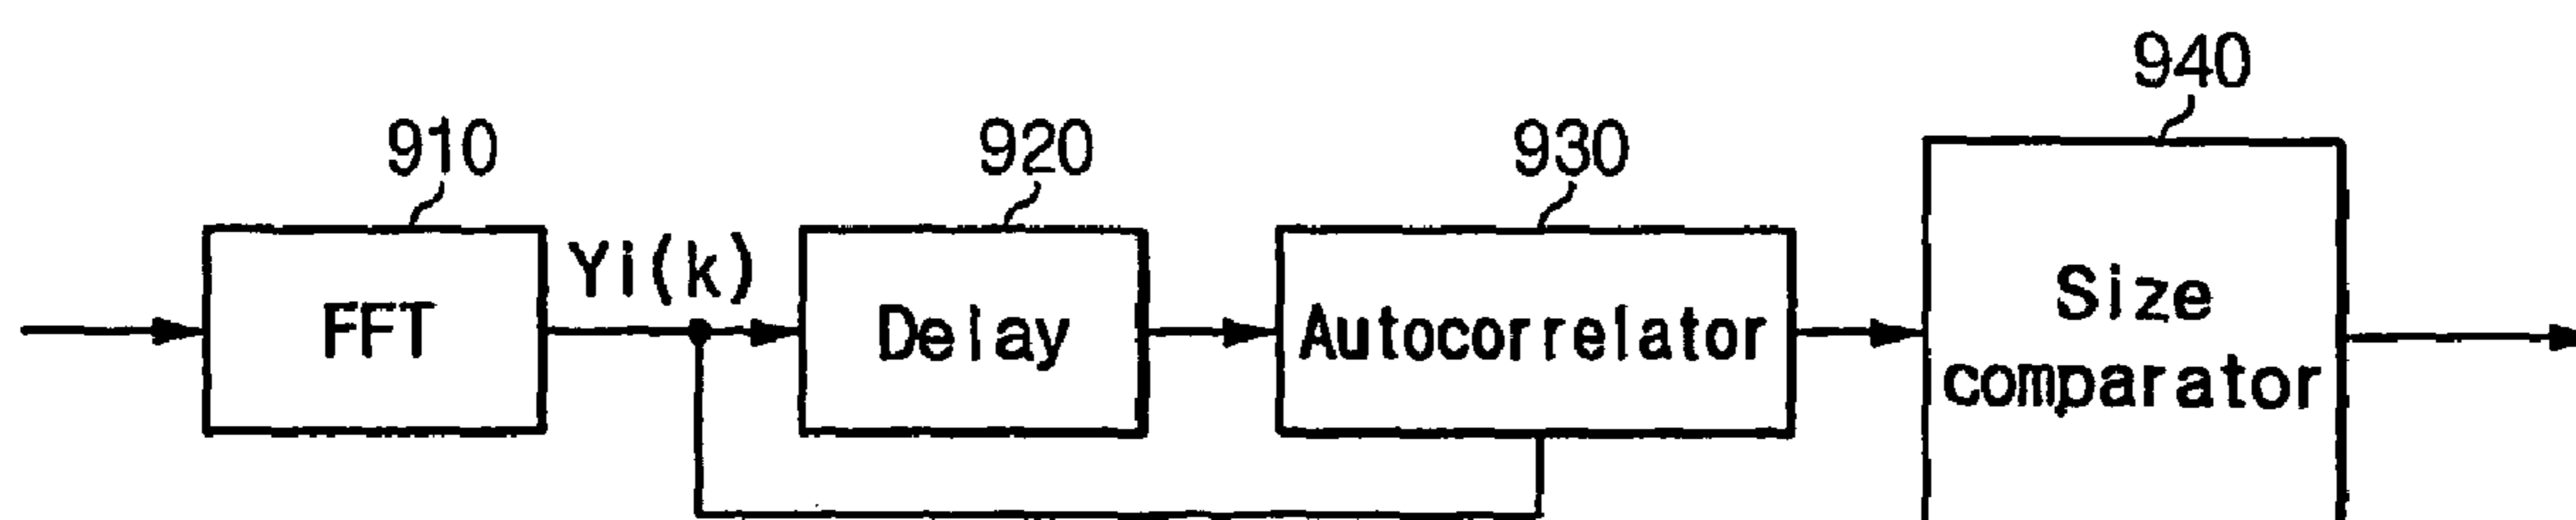 940
910
920
930
Yi(k)
FFT
Delay
Autocorrelator
Size
comparator